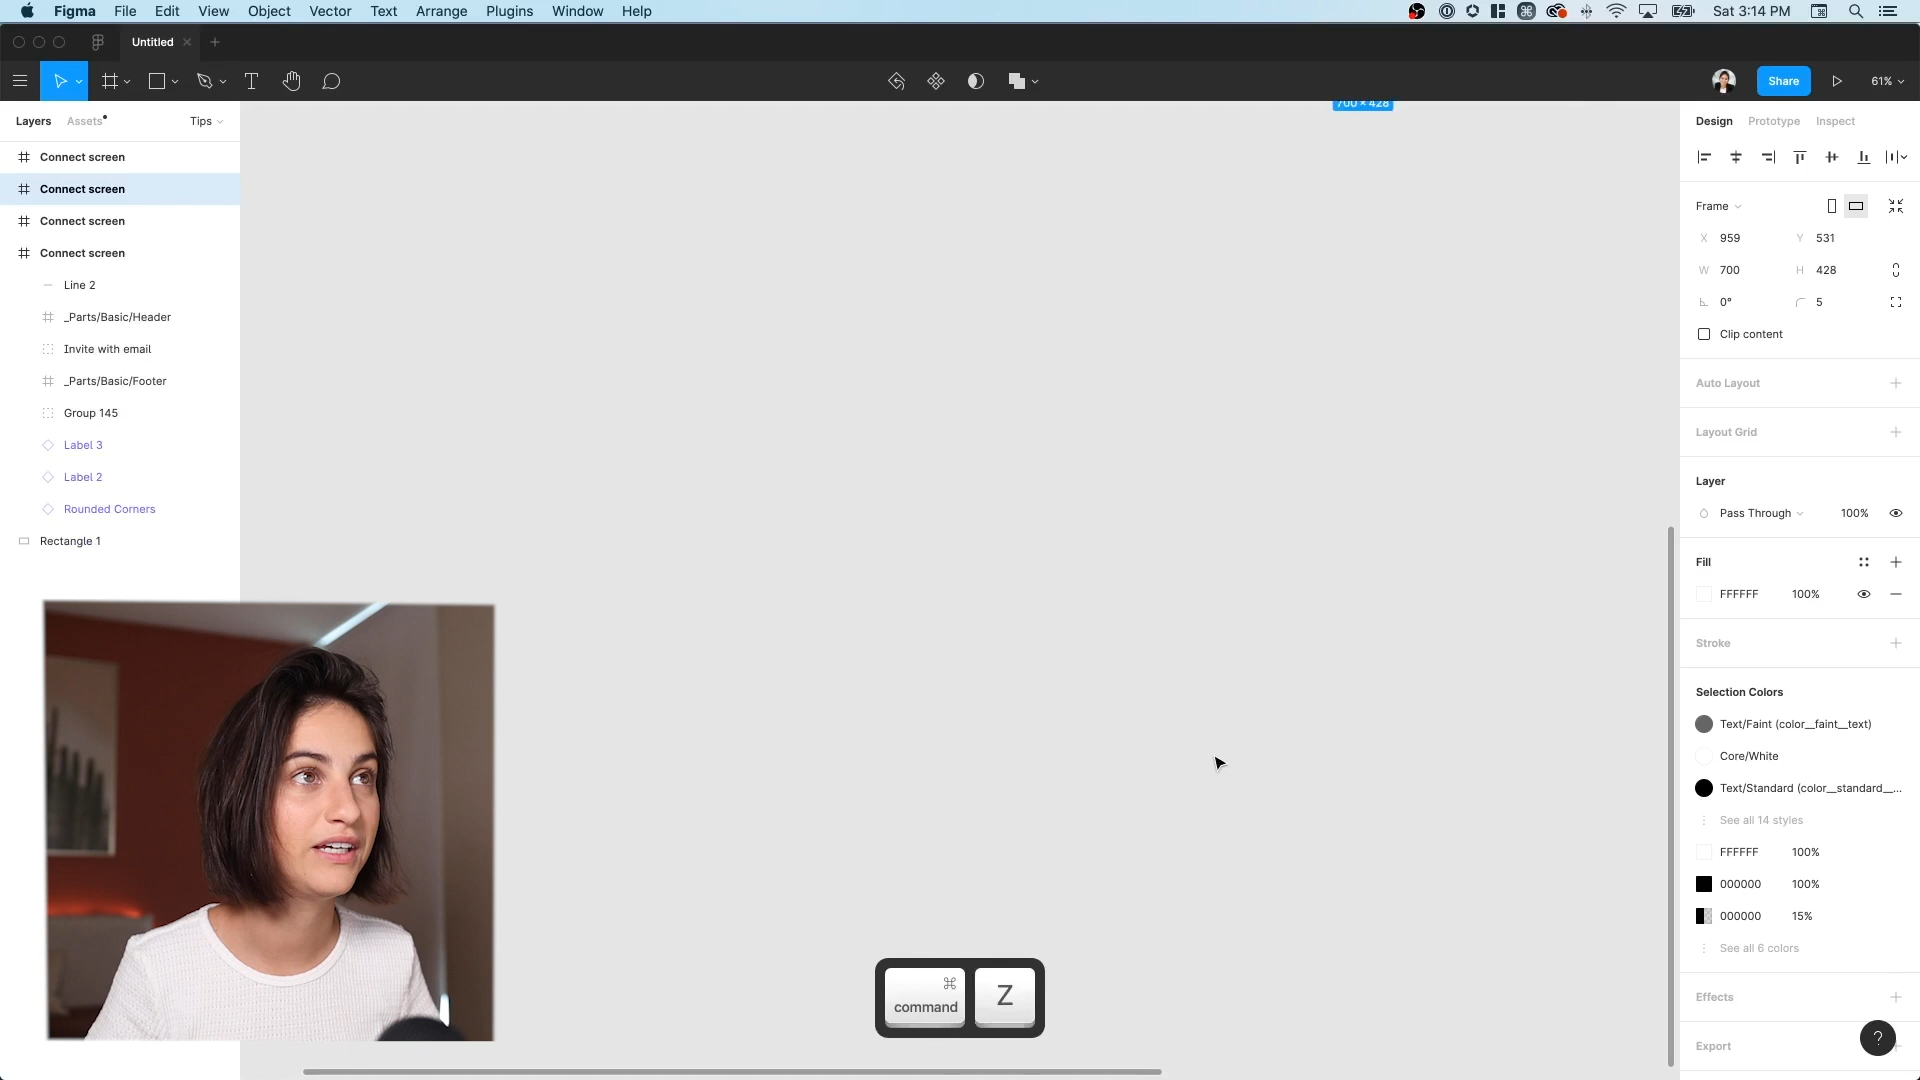 Figma File Edit View Object Vector Text Arrange Plugins Window Help Sat 3:14 PM
Untitled
Share 61%
Layers Assets Tips
Connect screen
Connect screen
Connect screen
Connect screen
Line 2
_Parts/Basic/Header
Invite with email
_Parts/Basic/Footer
Group 145
Label 3
Label 2
Rounded Corners
Rectangle 1
700 × 428
command
Z
Design Prototype Inspect
Frame
X 959 Y 531
W 700 H 428
0° 5
Clip content
Auto Layout
Layout Grid
Layer
Pass Through 100%
Fill
FFFFFF 100%
Stroke
Selection Colors
Text/Faint (color__faint__text)
Core/White
Text/Standard (color__standard__...
See all 14 styles
FFFFFF 100%
000000 100%
000000 15%
See all 6 colors
Effects
Export
?